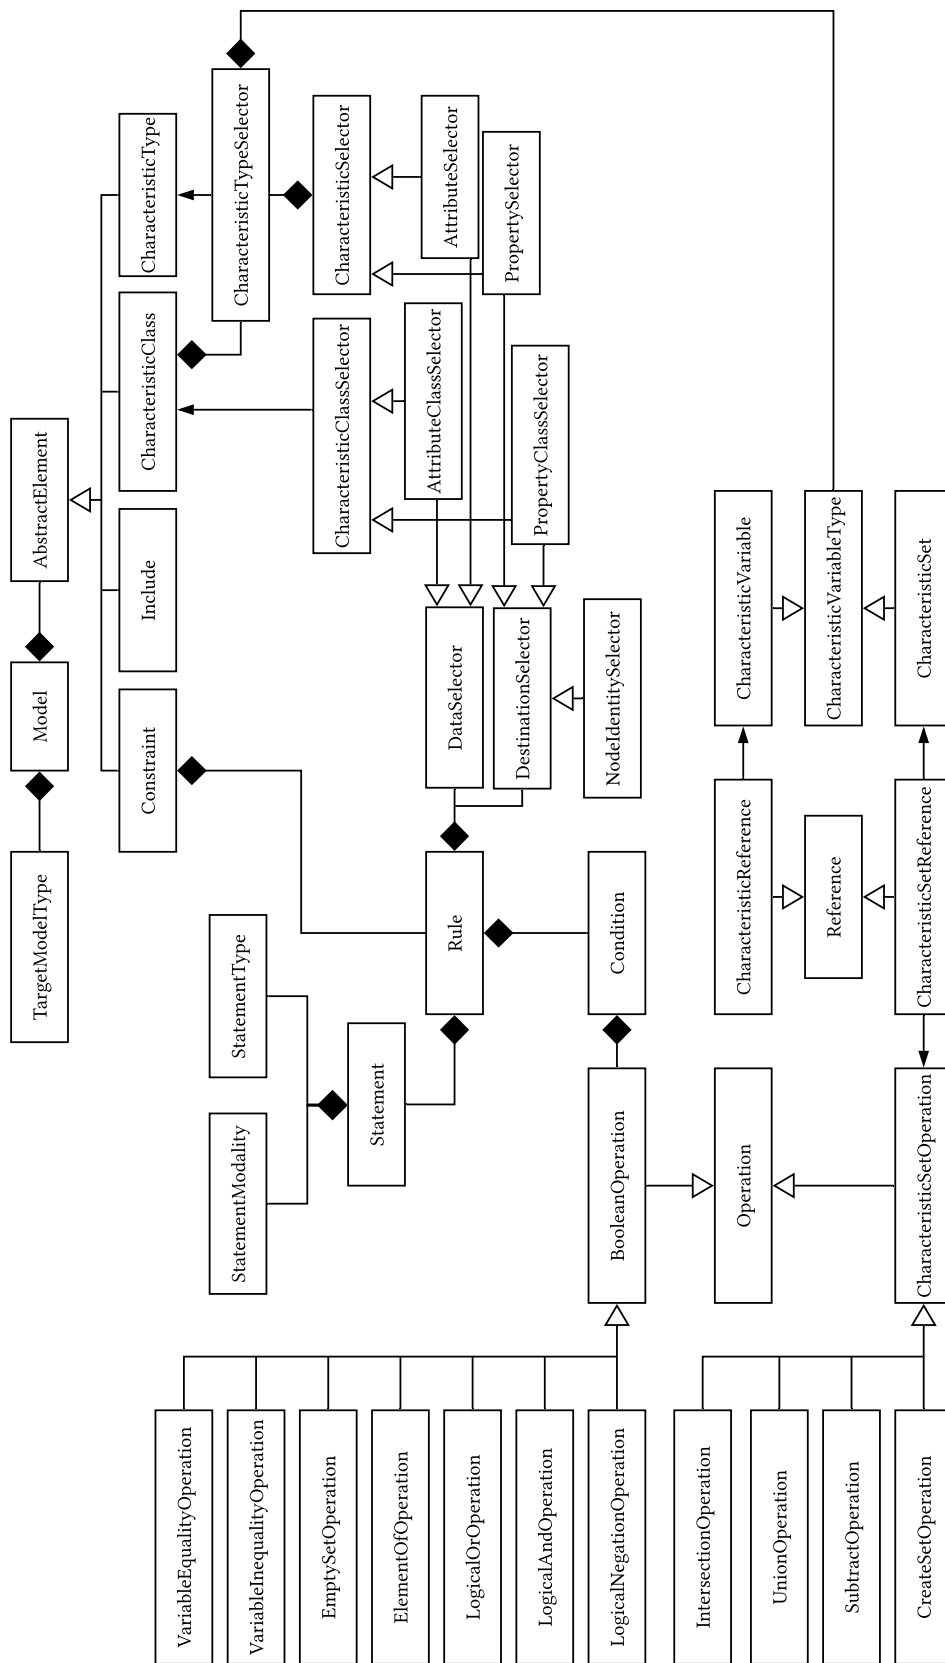 TargetModelType
Model
AbstractElement
Constraint
Include
CharacteristicClass
CharacteristicType
StatementModality
StatementType
CharacteristicTypeSelector
Statement
CharacteristicClassSelector
CharacteristicSelector
Rule
DataSelector
AttributeClassSelector
AttributeSelector
DestinationSelector
PropertyClassSelector
PropertySelector
NodeIdentitySelector
Condition
BooleanOperation
VariableEqualityOperation
VariableInequalityOperation
EmptySetOperation
ElementOfOperation
LogicalOrOperation
LogicalAndOperation
LogicalNegationOperation
Operation
CharacteristicReference
CharacteristicVariable
Reference
CharacteristicVariableType
CharacteristicSetOperation
CharacteristicSetReference
CharacteristicSet
IntersectionOperation
UnionOperation
SubtractOperation
CreateSetOperation